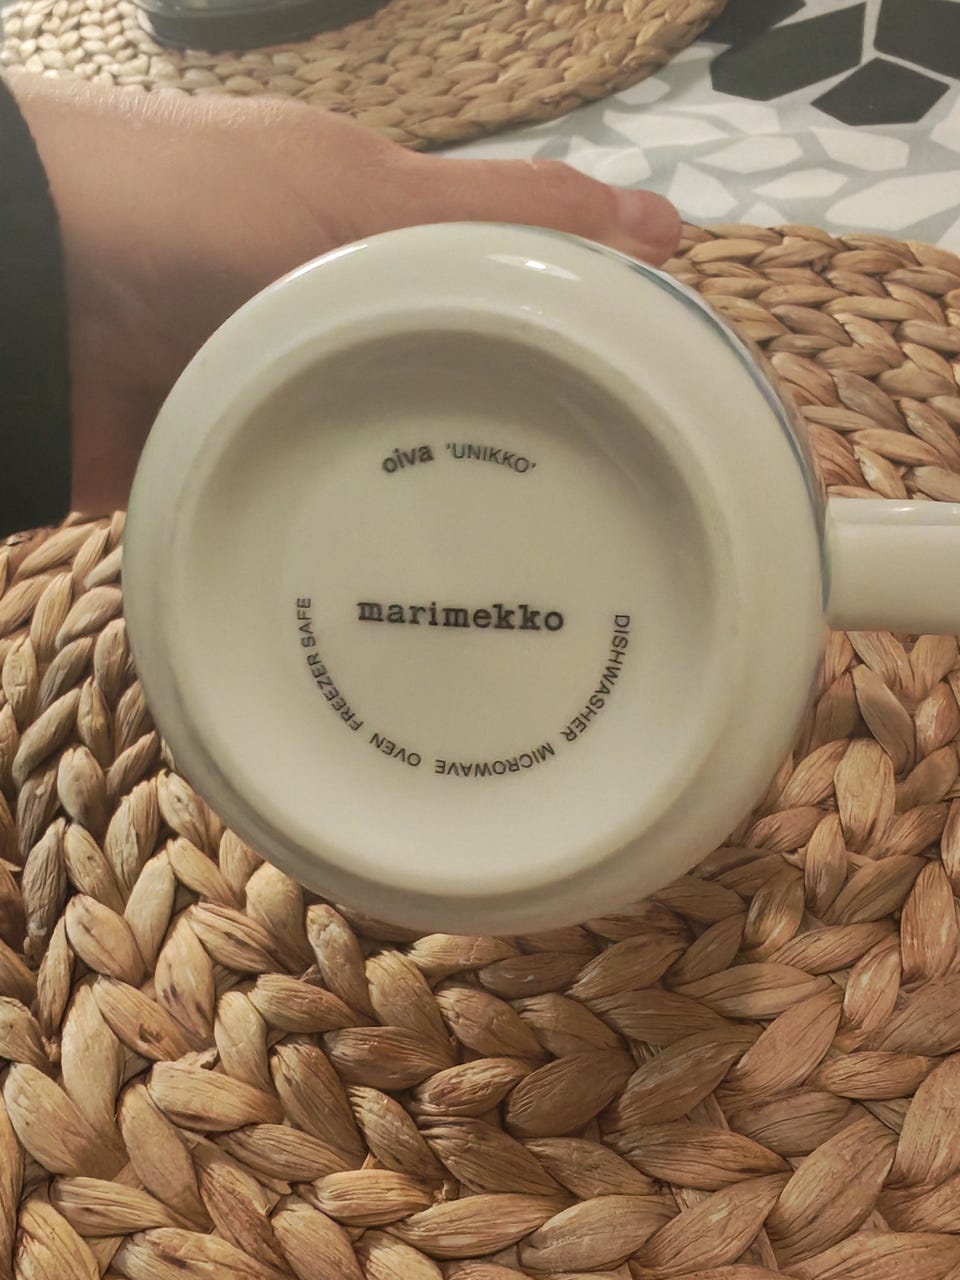 oiva 'UNIKKO'
marimekko
DISHWASHER MICROWAVE OVEN FREEZER SAFE